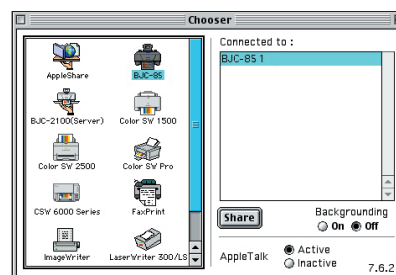 Chooser
AppleShare
BJC-85
BJC-2100(Server)
Color SW 1500
Color SW 2500
Color SW Pro
CSW 6000 Series
FaxPrint
ImageWriter
LaserWriter 300/LS
Connected to :
BJC-85 1
Share
Backgrounding
On Off
AppleTalk
Active
Inactive
7.6.2